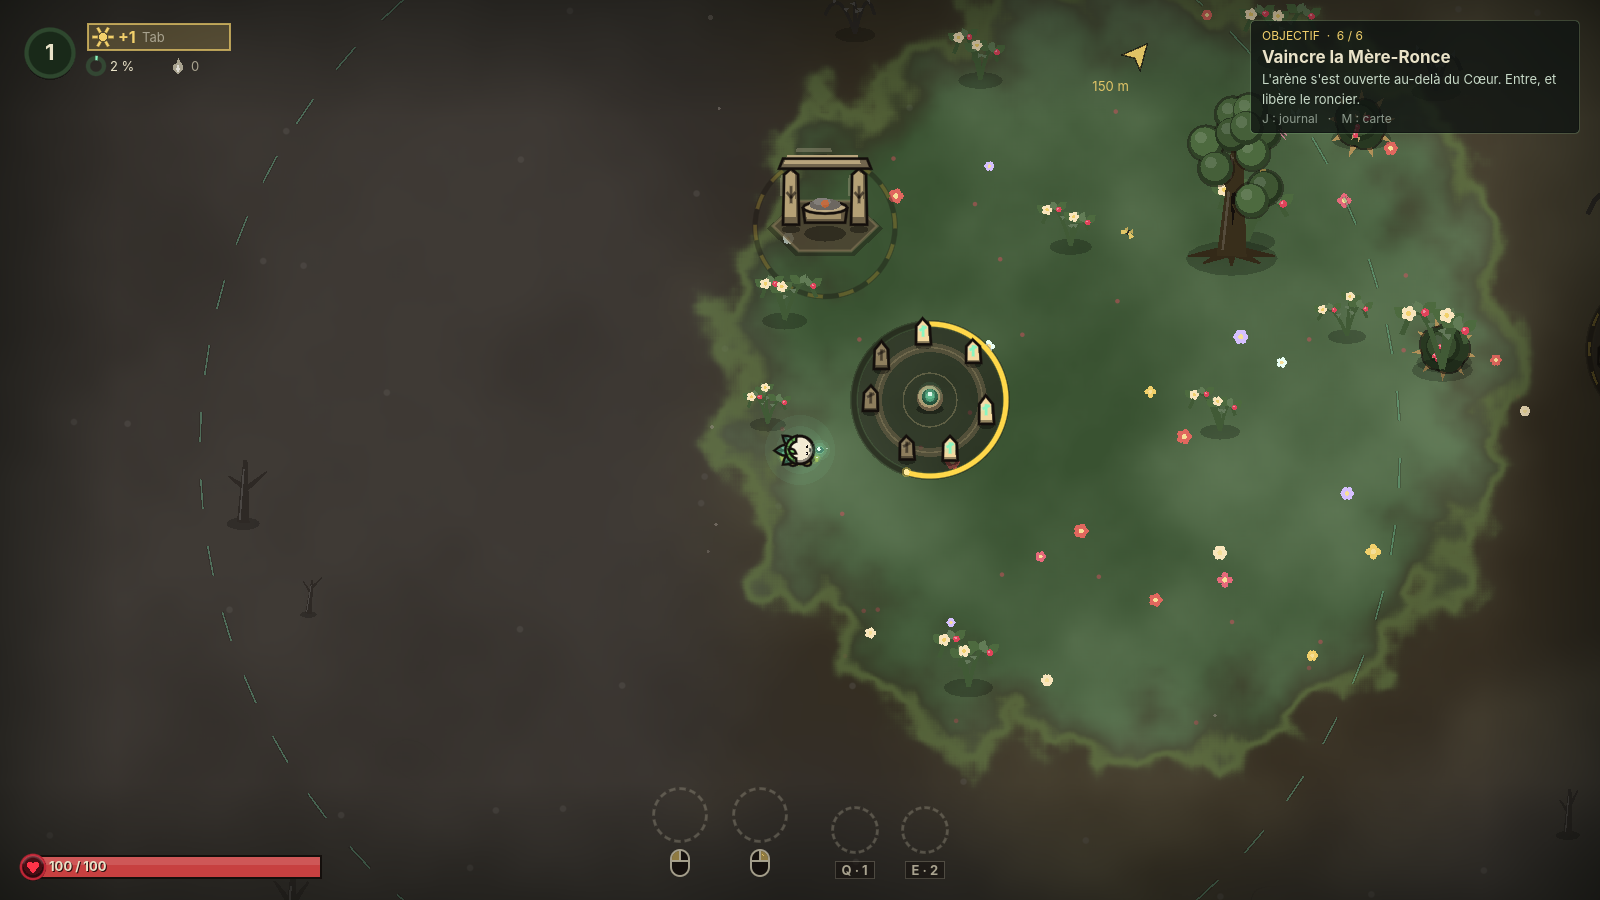 1
+1 Tab
2 %
0
150 m
OBJECTIF · 6 / 6
Vaincre la Mère-Ronce
L'arène s'est ouverte au-delà du Cœur. Entre, et
libère le roncier.
J : journal · M : carte
100 / 100
Q · 1
E · 2